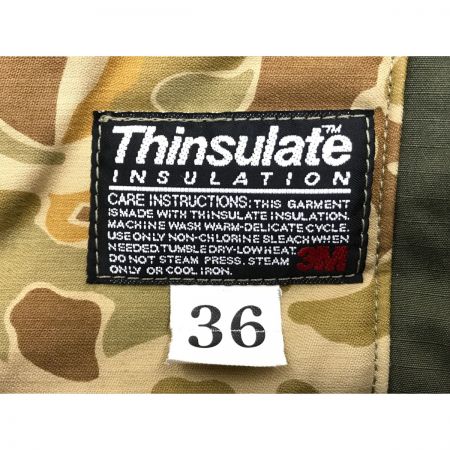 Thinsulate™
INSULATION
CARE INSTRUCTIONS: THIS GARMENT
IS MADE WITH THINSULATE INSULATION.
MACHINE WASH WARM-DELICATE CYCLE.
USE ONLY NON-CHLORINE SLEACH WHEN
NEEDED. TUMBLE DRY-LOW HEAT.
DO NOT STEAM PRESS. STEAM
ONLY OR COOL IRON.
3M
36